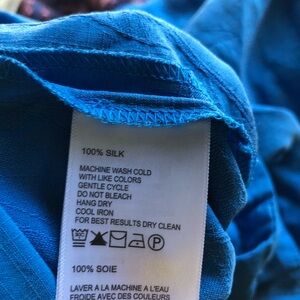 100% SILK
MACHINE WASH COLD
WITH LIKE COLORS
GENTLE CYCLE
DO NOT BLEACH
HANG DRY
COOL IRON
FOR BEST RESULTS DRY CLEAN
P
100% SOIE
LAVER A LA MACHINE A L'EAU
FROIDE AVEC DES COULEURS